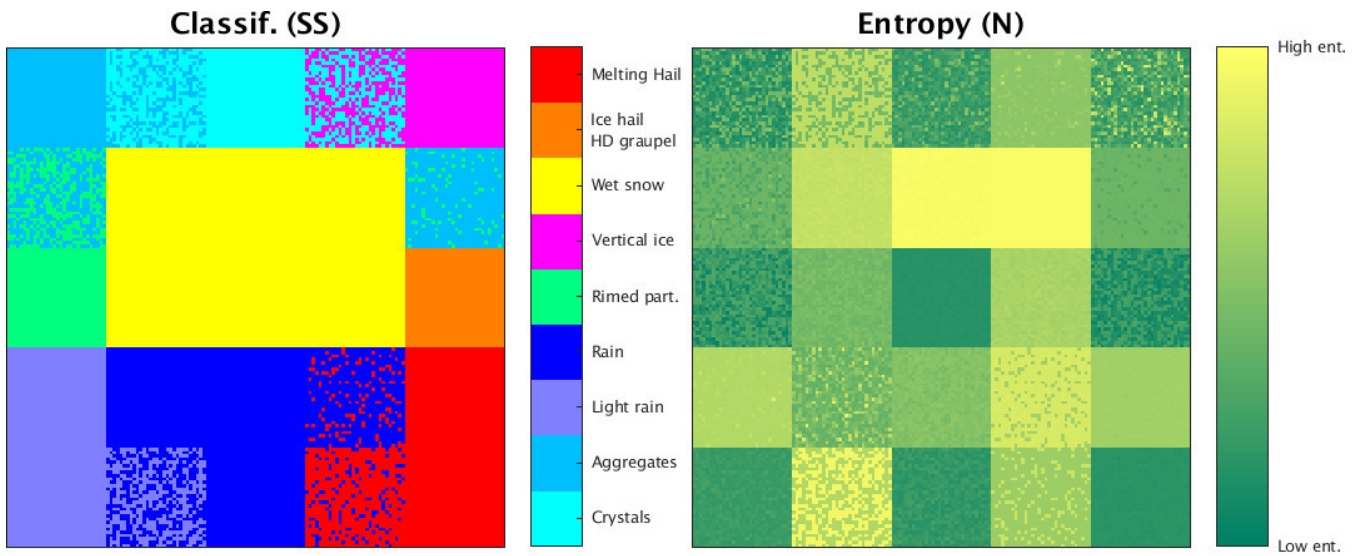 Classif. (SS)
Entropy (N)
Melting Hail
Ice hail
HD graupel
Wet snow
Vertical ice
Rimed part.
Rain
Light rain
Aggregates
Crystals
High ent.
Low ent.